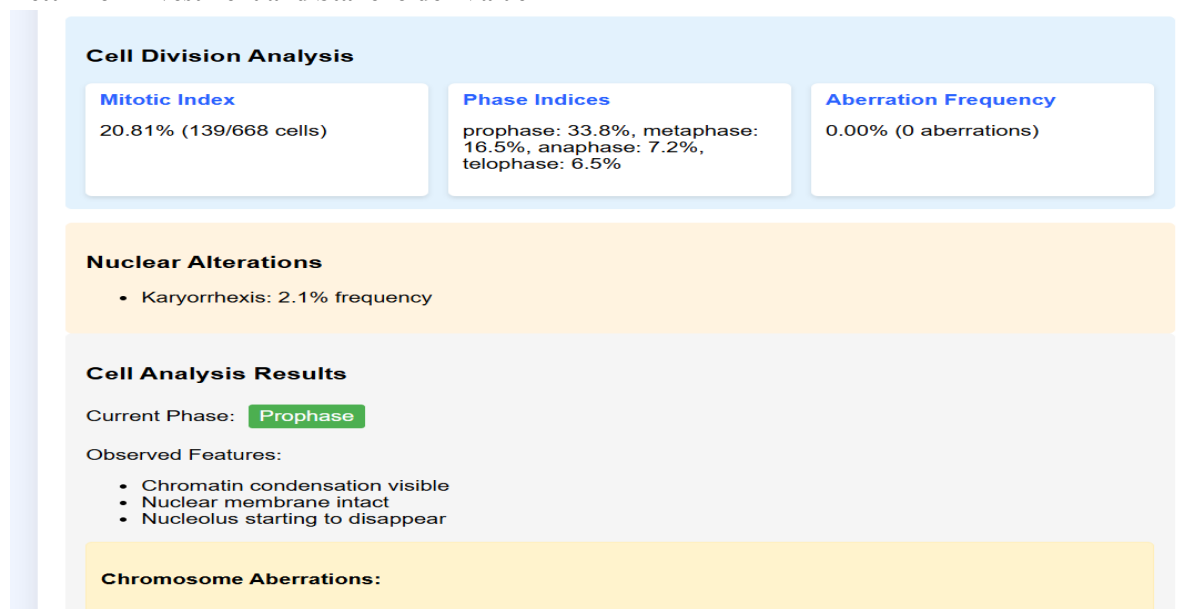 Cell Division Analysis
Mitotic Index
20.81% (139/668 cells)
Phase Indices
prophase: 33.8%, metaphase:
16.5%, anaphase: 7.2%,
telophase: 6.5%
Aberration Frequency
0.00% (0 aberrations)
Nuclear Alterations
• Karyorrhexis: 2.1% frequency
Cell Analysis Results
Current Phase: Prophase
Observed Features:
• Chromatin condensation visible
• Nuclear membrane intact
• Nucleolus starting to disappear
Chromosome Aberrations: